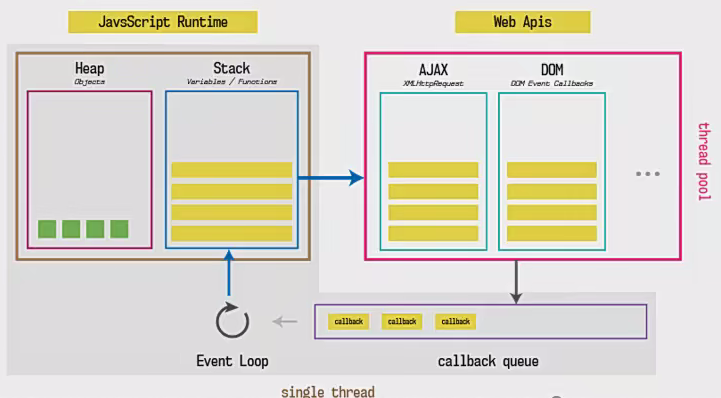 JavsScript Runtime
Web Apis
Heap
Objects
Stack
Variables / Functions
AJAX
XMLHttpRequest
DOM
DOM Event Callbacks
thread pool
callback
callback
callback
Event Loop
callback queue
single thread